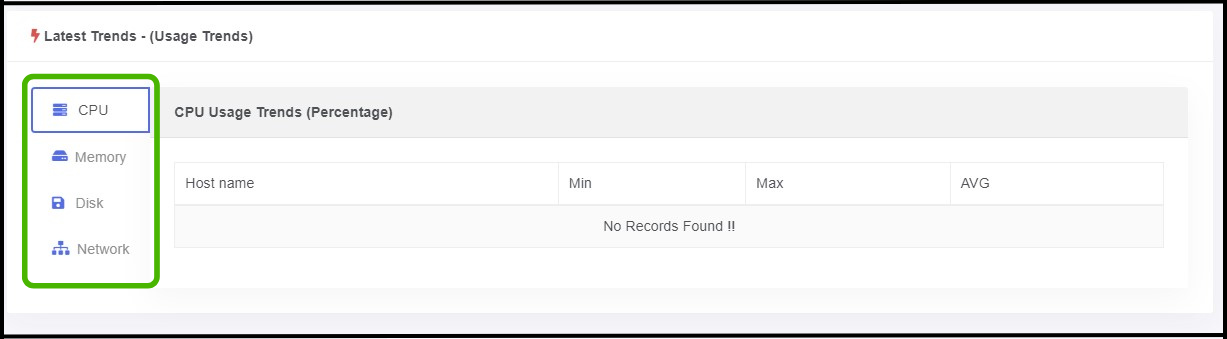 Latest Trends - (Usage Trends)
CPU
Memory
Disk
Network
CPU Usage Trends (Percentage)
Host name Min Max AVG
No Records Found !!